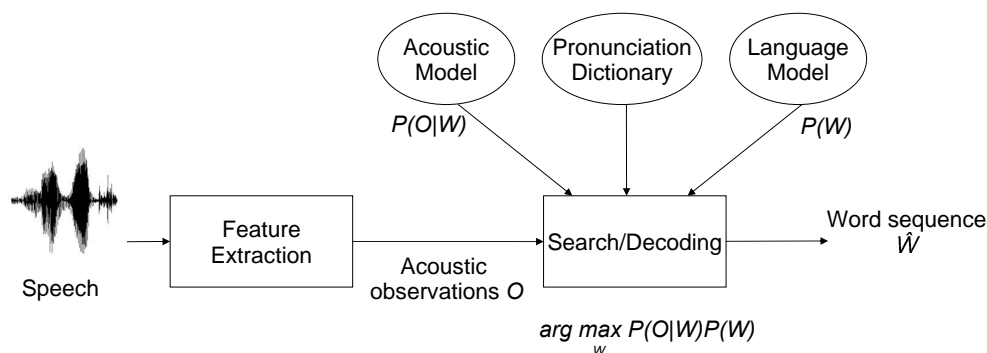 Acoustic
Model
Pronunciation
Dictionary
Language
Model
P(O|W)
P(W)
Speech
Feature
Extraction
Acoustic
observations O
Search/Decoding
Word sequence
Ŵ
arg max P(O|W)P(W)
W